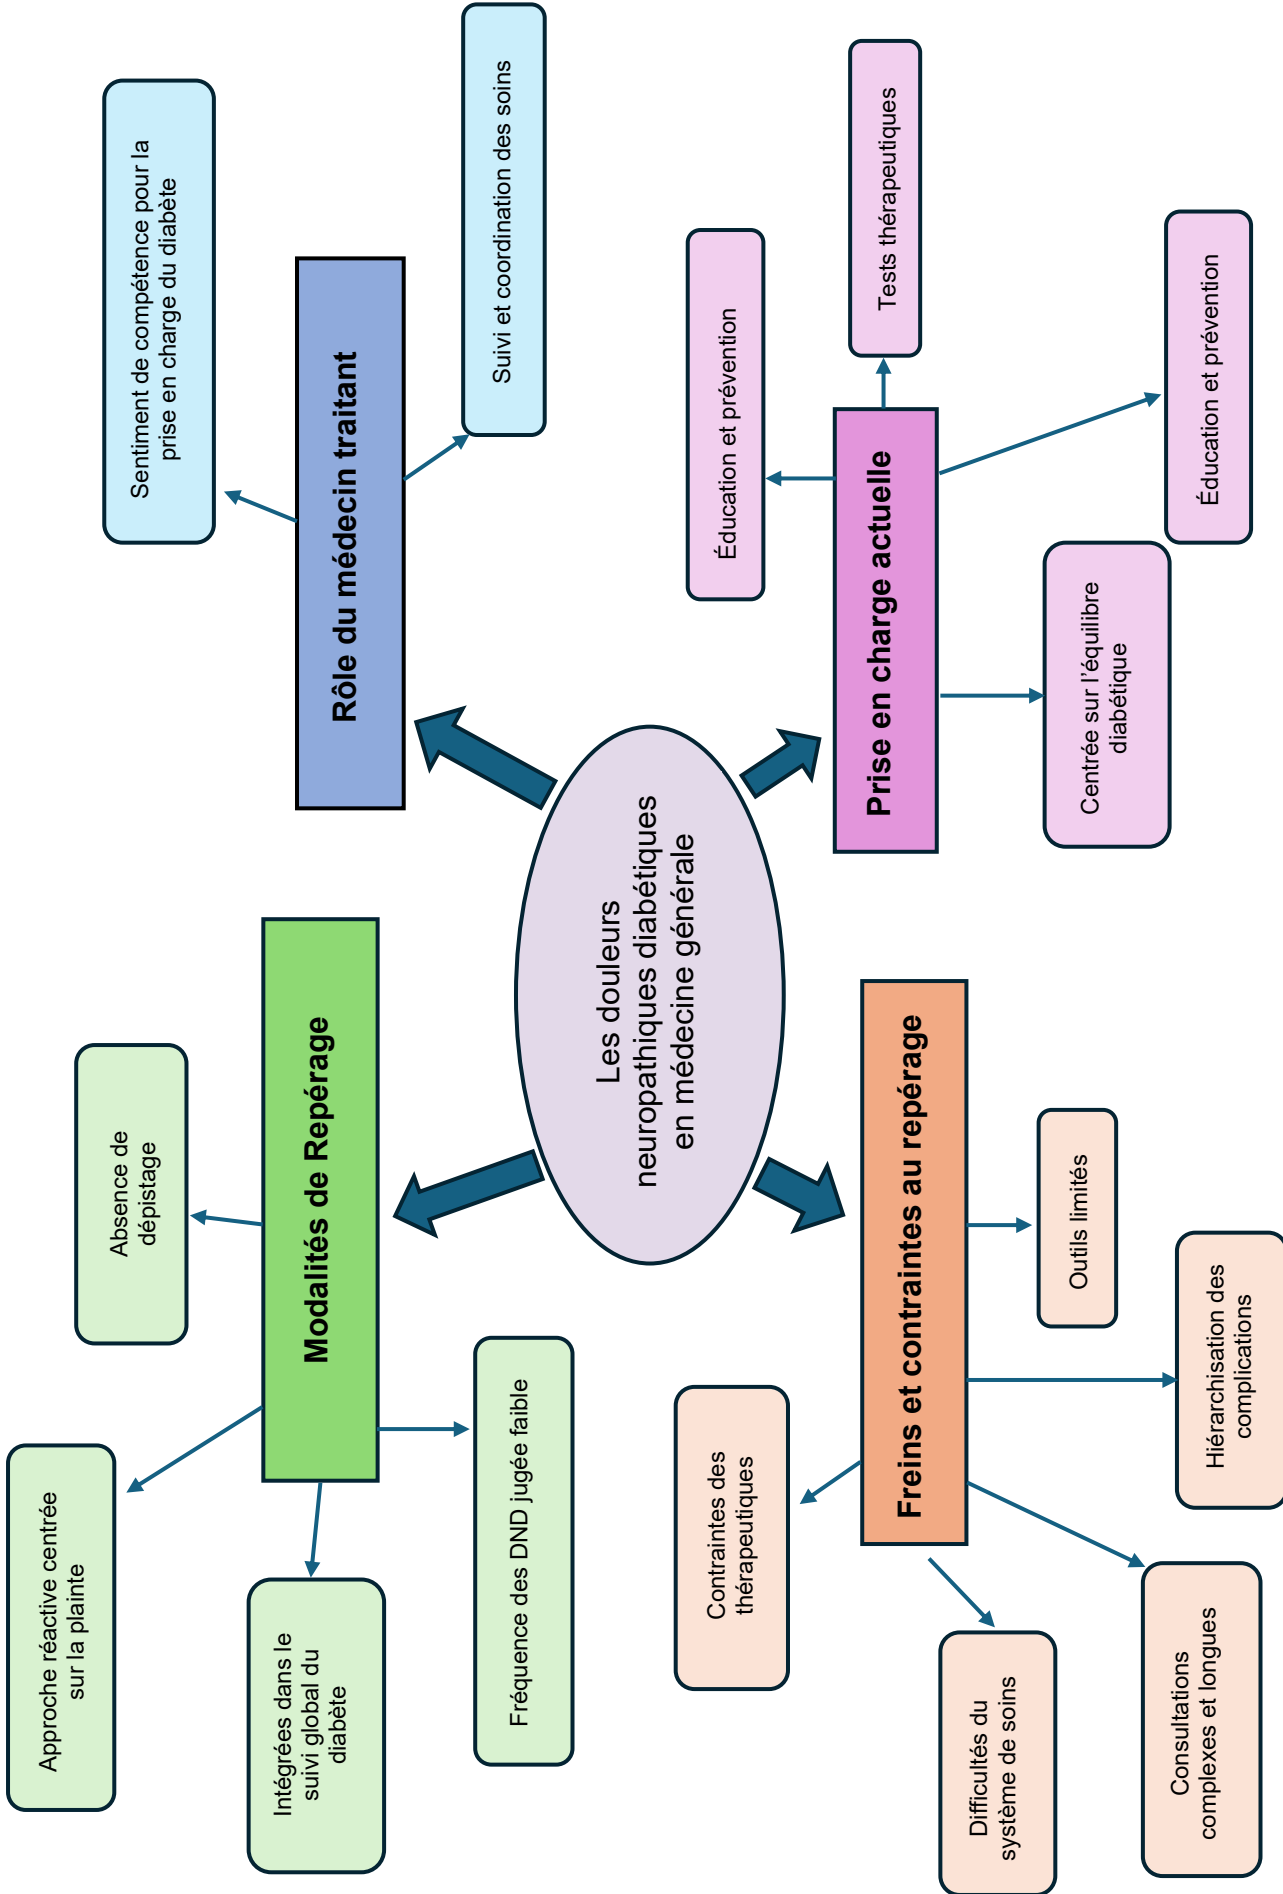 Approche réactive centrée
sur la plainte
Absence de
dépistage
Modalités de Repérage
Intégrées dans le
suivi global du
diabète
Fréquence des DND jugée faible
Sentiment de compétence pour la
prise en charge du diabète
Rôle du médecin traitant
Suivi et coordination des soins
Les douleurs
neuropathiques diabétiques
en médecine générale
Contraintes des
thérapeutiques
Freins et contraintes au repérage
Difficultés du
système de soins
Outils limités
Consultations
complexes et longues
Hiérarchisation des
complications
Éducation et prévention
Prise en charge actuelle
Tests thérapeutiques
Centrée sur l'équilibre
diabétique
Éducation et prévention